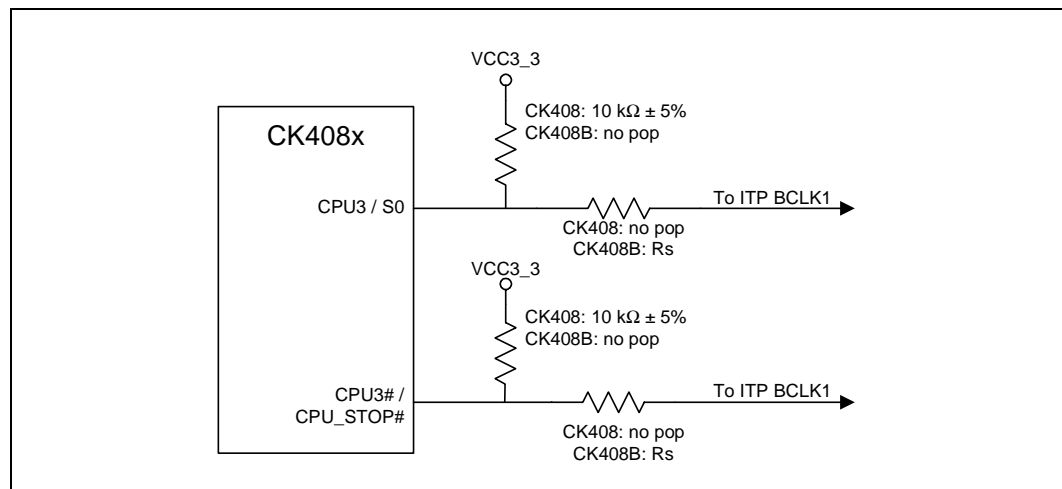 VCC3_3
CK408: 10 kΩ ± 5%
CK408B: no pop
CK408x
CPU3 / S0
To ITP BCLK1
CK408: no pop
CK408B: Rs
VCC3_3
CK408: 10 kΩ ± 5%
CK408B: no pop
CPU3# /
CPU_STOP#
To ITP BCLK1
CK408: no pop
CK408B: Rs